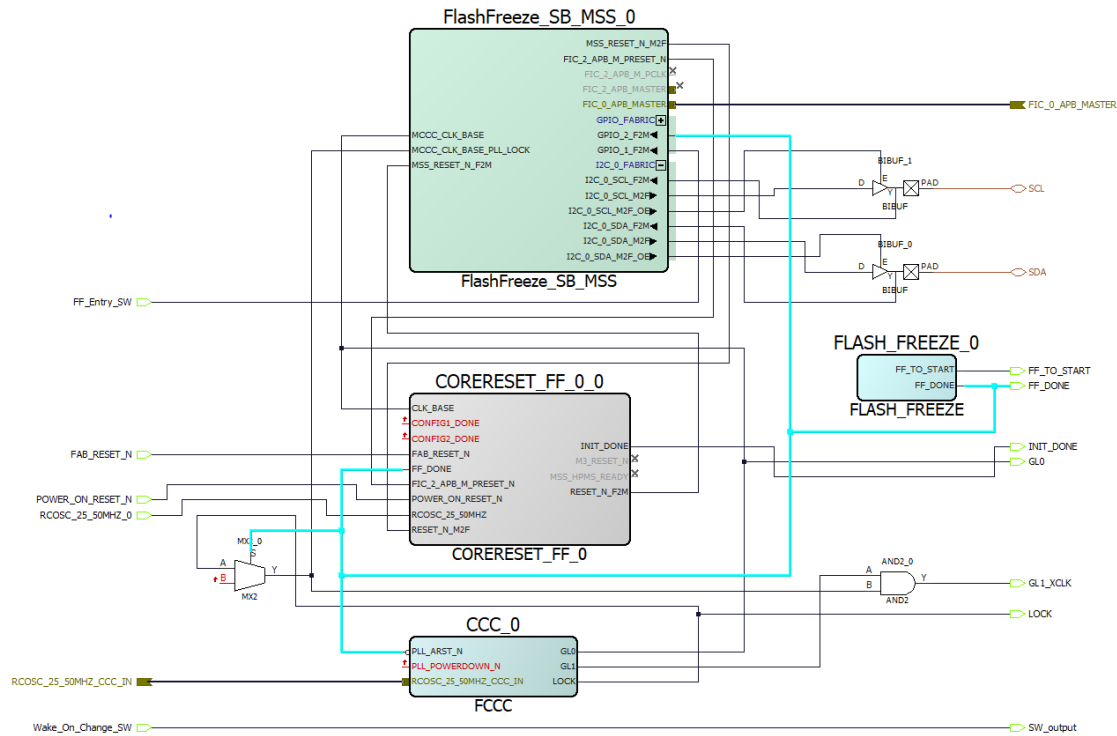 FlashFreeze_SB_MSS_0
MSS_RESET_N_M2F
FIC_2_APB_M_PRESET_N
FIC_2_APB_M_PCLK
FIC_2_APB_MASTER
FIC_0_APB_MASTER
FIC_0_APB_MASTER
GPIO_FABRIC
MCCC_CLK_BASE
GPIO_2_F2M
MCCC_CLK_BASE_PLL_LOCK
GPIO_1_F2M
MSS_RESET_N_F2M
I2C_0_FABRIC
I2C_0_SCL_F2M
I2C_0_SCL_M2F
I2C_0_SCL_M2F_OE
I2C_0_SDA_F2M
I2C_0_SDA_M2F
I2C_0_SDA_M2F_OE
FlashFreeze_SB_MSS
BIBUF_1
D
E
Y
PAD
BIBUF
SCL
BIBUF_0
D
E
Y
PAD
BIBUF
SDA
FF_Entry_SW
FLASH_FREEZE_0
FF_TO_START
FF_DONE
FLASH_FREEZE
FF_TO_START
FF_DONE
CORERESET_FF_0_0
CLK_BASE
CONFIG1_DONE
CONFIG2_DONE
FAB_RESET_N
FF_DONE
FIC_2_APB_M_PRESET_N
POWER_ON_RESET_N
RCOSC_25_50MHZ
RESET_N_M2F
INIT_DONE
M3_RESET_N
MSS_HPMS_READY
RESET_N_F2M
CORERESET_FF_0
INIT_DONE
GL0
FAB_RESET_N
POWER_ON_RESET_N
RCOSC_25_50MHZ_0
S
A
B
Y
MX2
AND2_0
A
B
Y
AND2
GL1_XCLK
LOCK
CCC_0
PLL_ARST_N
PLL_POWERDOWN_N
RCOSC_25_50MHZ_CCC_IN
GL0
GL1
LOCK
FCCC
RCOSC_25_50MHZ_CCC_IN
Wake_On_Change_SW
SW_output